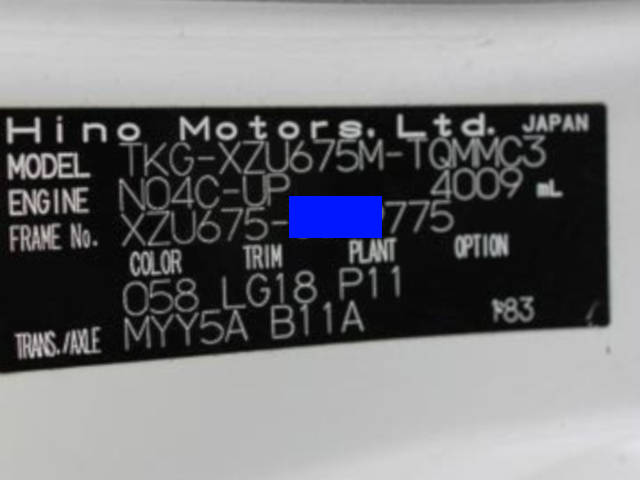 Hino Motors, Ltd. JAPAN
MODEL TKG-XZU675M-TQMMC3
ENGINE N04C-UP 4009 mL
FRAME No. XZU675- 775
COLOR TRIM PLANT OPTION
058 LG18 P11
TRANS./AXLE MYY5A B11A